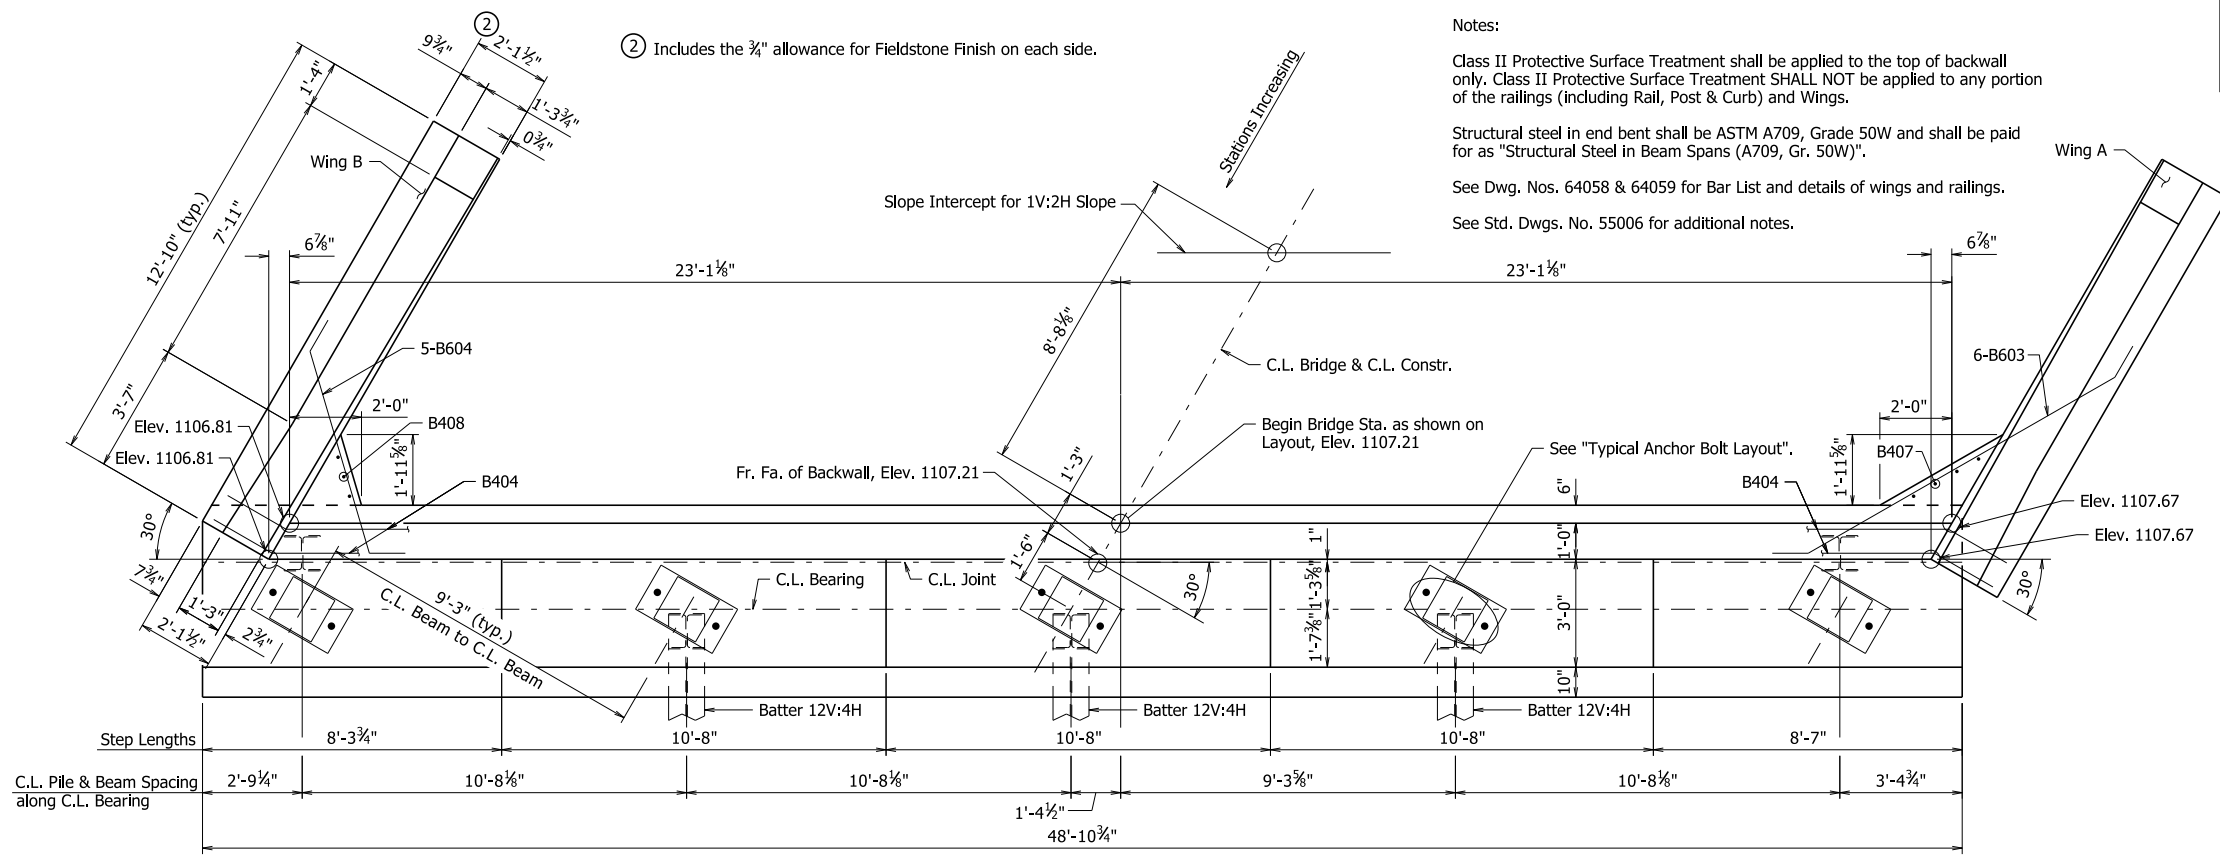 2
2 Includes the ¾" allowance for Fieldstone Finish on each side.
Notes:
Class II Protective Surface Treatment shall be applied to the top of backwall
only. Class II Protective Surface Treatment SHALL NOT be applied to any portion
of the railings (including Rail, Post & Curb) and Wings.
Structural steel in end bent shall be ASTM A709, Grade 50W and shall be paid
for as "Structural Steel in Beam Spans (A709, Gr. 50W)".
See Dwg. Nos. 64058 & 64059 for Bar List and details of wings and railings.
See Std. Dwgs. No. 55006 for additional notes.
9¾"
2'-1½"
1'-4"
1'-3¾"
0¾"
Wing B
Stations Increasing
Wing A
12'-10" (typ.)
7'-11"
Slope Intercept for 1V:2H Slope
6⅞"
6⅞"
23'-1⅛"
23'-1⅛"
8'-8⅛"
5-B604
C.L. Bridge & C.L. Constr.
6-B603
3'-7"
2'-0"
2'-0"
Elev. 1106.81
B408
Begin Bridge Sta. as shown on
Layout, Elev. 1107.21
See "Typical Anchor Bolt Layout".
B407
Elev. 1106.81
1'-11⅝"
1'-11⅝"
Fr. Fa. of Backwall, Elev. 1107.21
1'-3"
B404
B404
6"
Elev. 1107.67
Elev. 1107.67
30°
1'-6"
1"
1'-0"
7¾"
C.L. Bearing
C.L. Joint
30°
1'-3⅝"
3'-0"
30°
1'-3"
2¾"
2'-1½"
9'-3" (typ.)
C.L. Beam to C.L. Beam
1'-7⅜"
10"
Batter 12V:4H
Batter 12V:4H
Batter 12V:4H
Step Lengths
8'-3¾"
10'-8"
10'-8"
10'-8"
8'-7"
C.L. Pile & Beam Spacing
along C.L. Bearing
2'-9¼"
10'-8⅛"
10'-8⅛"
1'-4½"
9'-3⅝"
10'-8⅛"
3'-4¾"
48'-10¾"